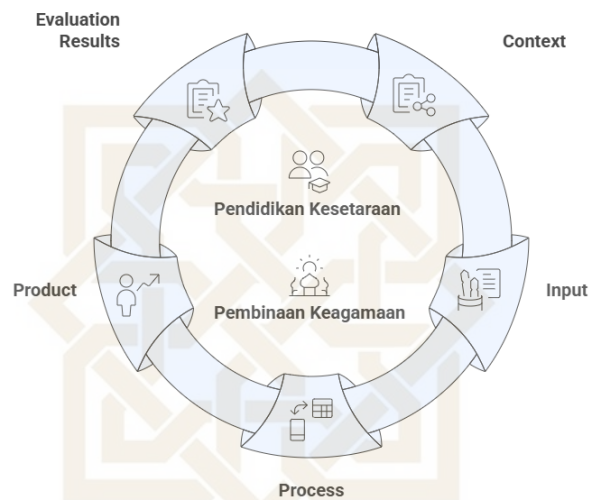 Evaluation
Results
Context
Pendidikan Kesetaraan
Product
Pembinaan Keagamaan
Input
Process